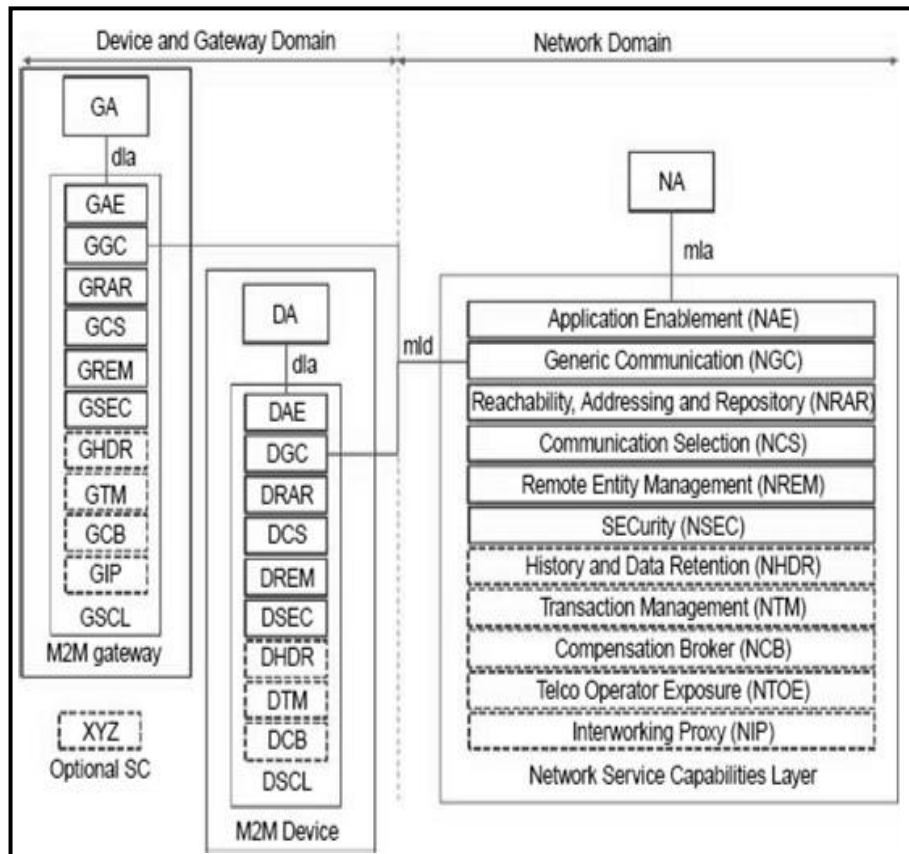 Device and Gateway Domain
Network Domain
GA
dla
GAE
GGC
GRAR
GCS
GREM
GSEC
GHDR
GTM
GCB
GIP
GSCL
M2M gateway
XYZ
Optional SC
DA
dla
DAE
DGC
DRAR
DCS
DREM
DSEC
DHDR
DTM
DCB
DSCL
M2M Device
mld
NA
mla
Application Enablement (NAE)
Generic Communication (NGC)
Reachability, Addressing and Repository (NRAR)
Communication Selection (NCS)
Remote Entity Management (NREM)
SECurity (NSEC)
History and Data Retention (NHDR)
Transaction Management (NTM)
Compensation Broker (NCB)
Telco Operator Exposure (NTOE)
Interworking Proxy (NIP)
Network Service Capabilities Layer